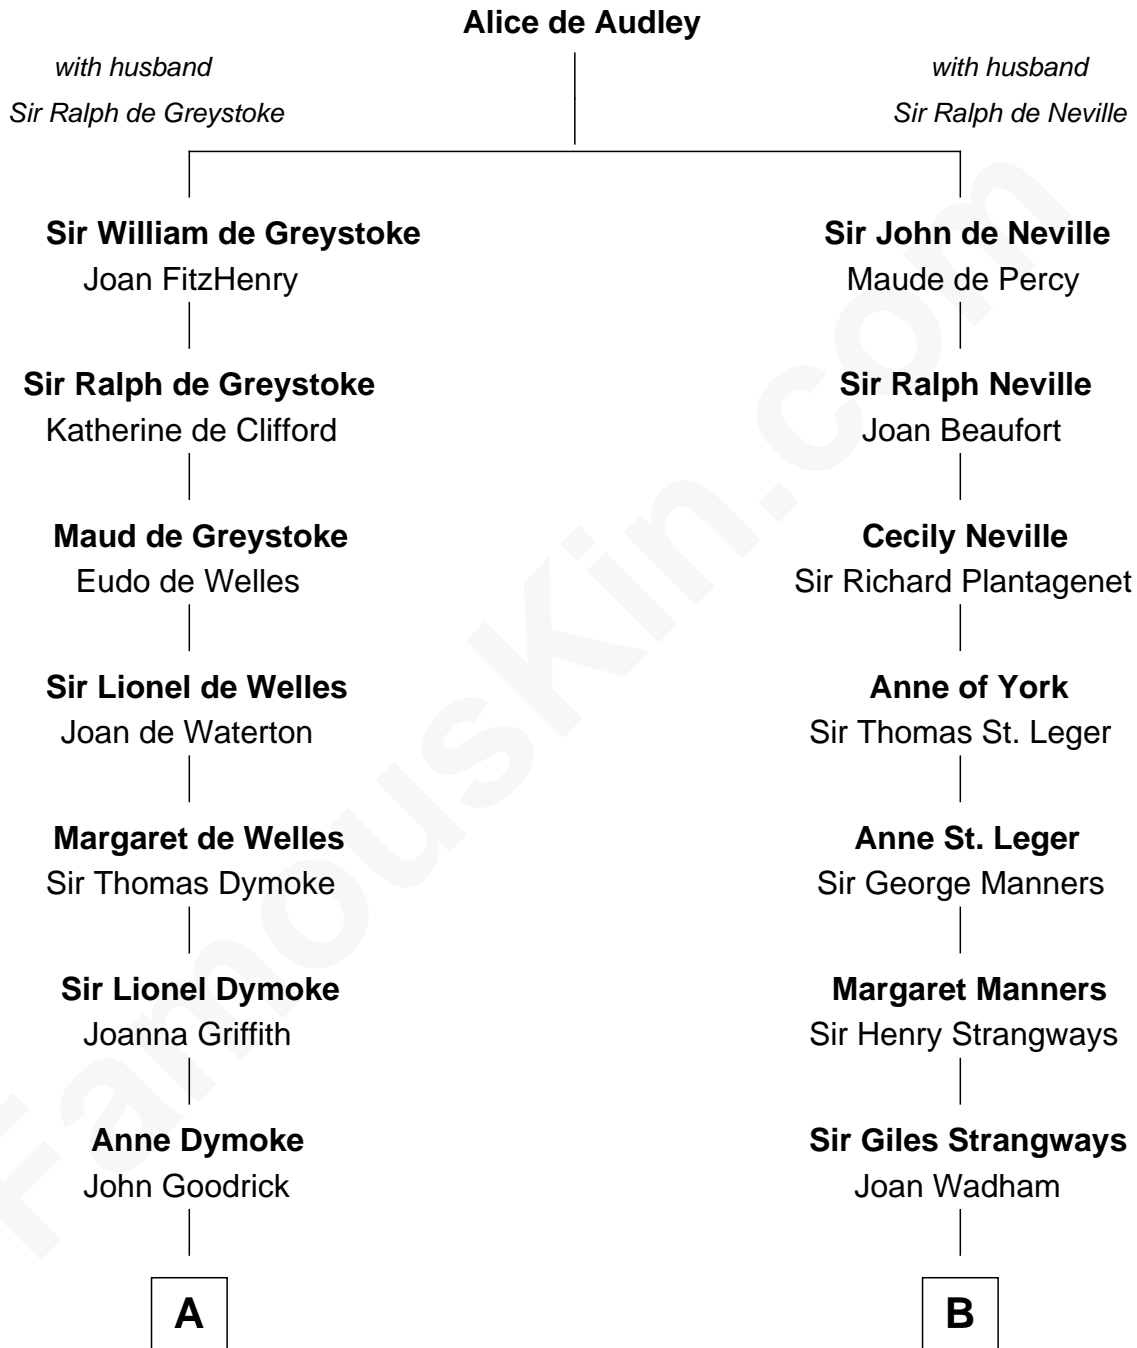 Alice de Audley
with husband
Sir Ralph de Greystoke
with husband
Sir Ralph de Neville
Sir William de Greystoke
Joan FitzHenry
Sir John de Neville
Maude de Percy
Sir Ralph de Greystoke
Katherine de Clifford
Sir Ralph Neville
Joan Beaufort
Maud de Greystoke
Eudo de Welles
Cecily Neville
Sir Richard Plantagenet
Sir Lionel de Welles
Joan de Waterton
Anne of York
Sir Thomas St. Leger
Margaret de Welles
Sir Thomas Dymoke
Anne St. Leger
Sir George Manners
Sir Lionel Dymoke
Joanna Griffith
Margaret Manners
Sir Henry Strangways
Anne Dymoke
John Goodrick
Sir Giles Strangways
Joan Wadham
A
B
FamousKin.com